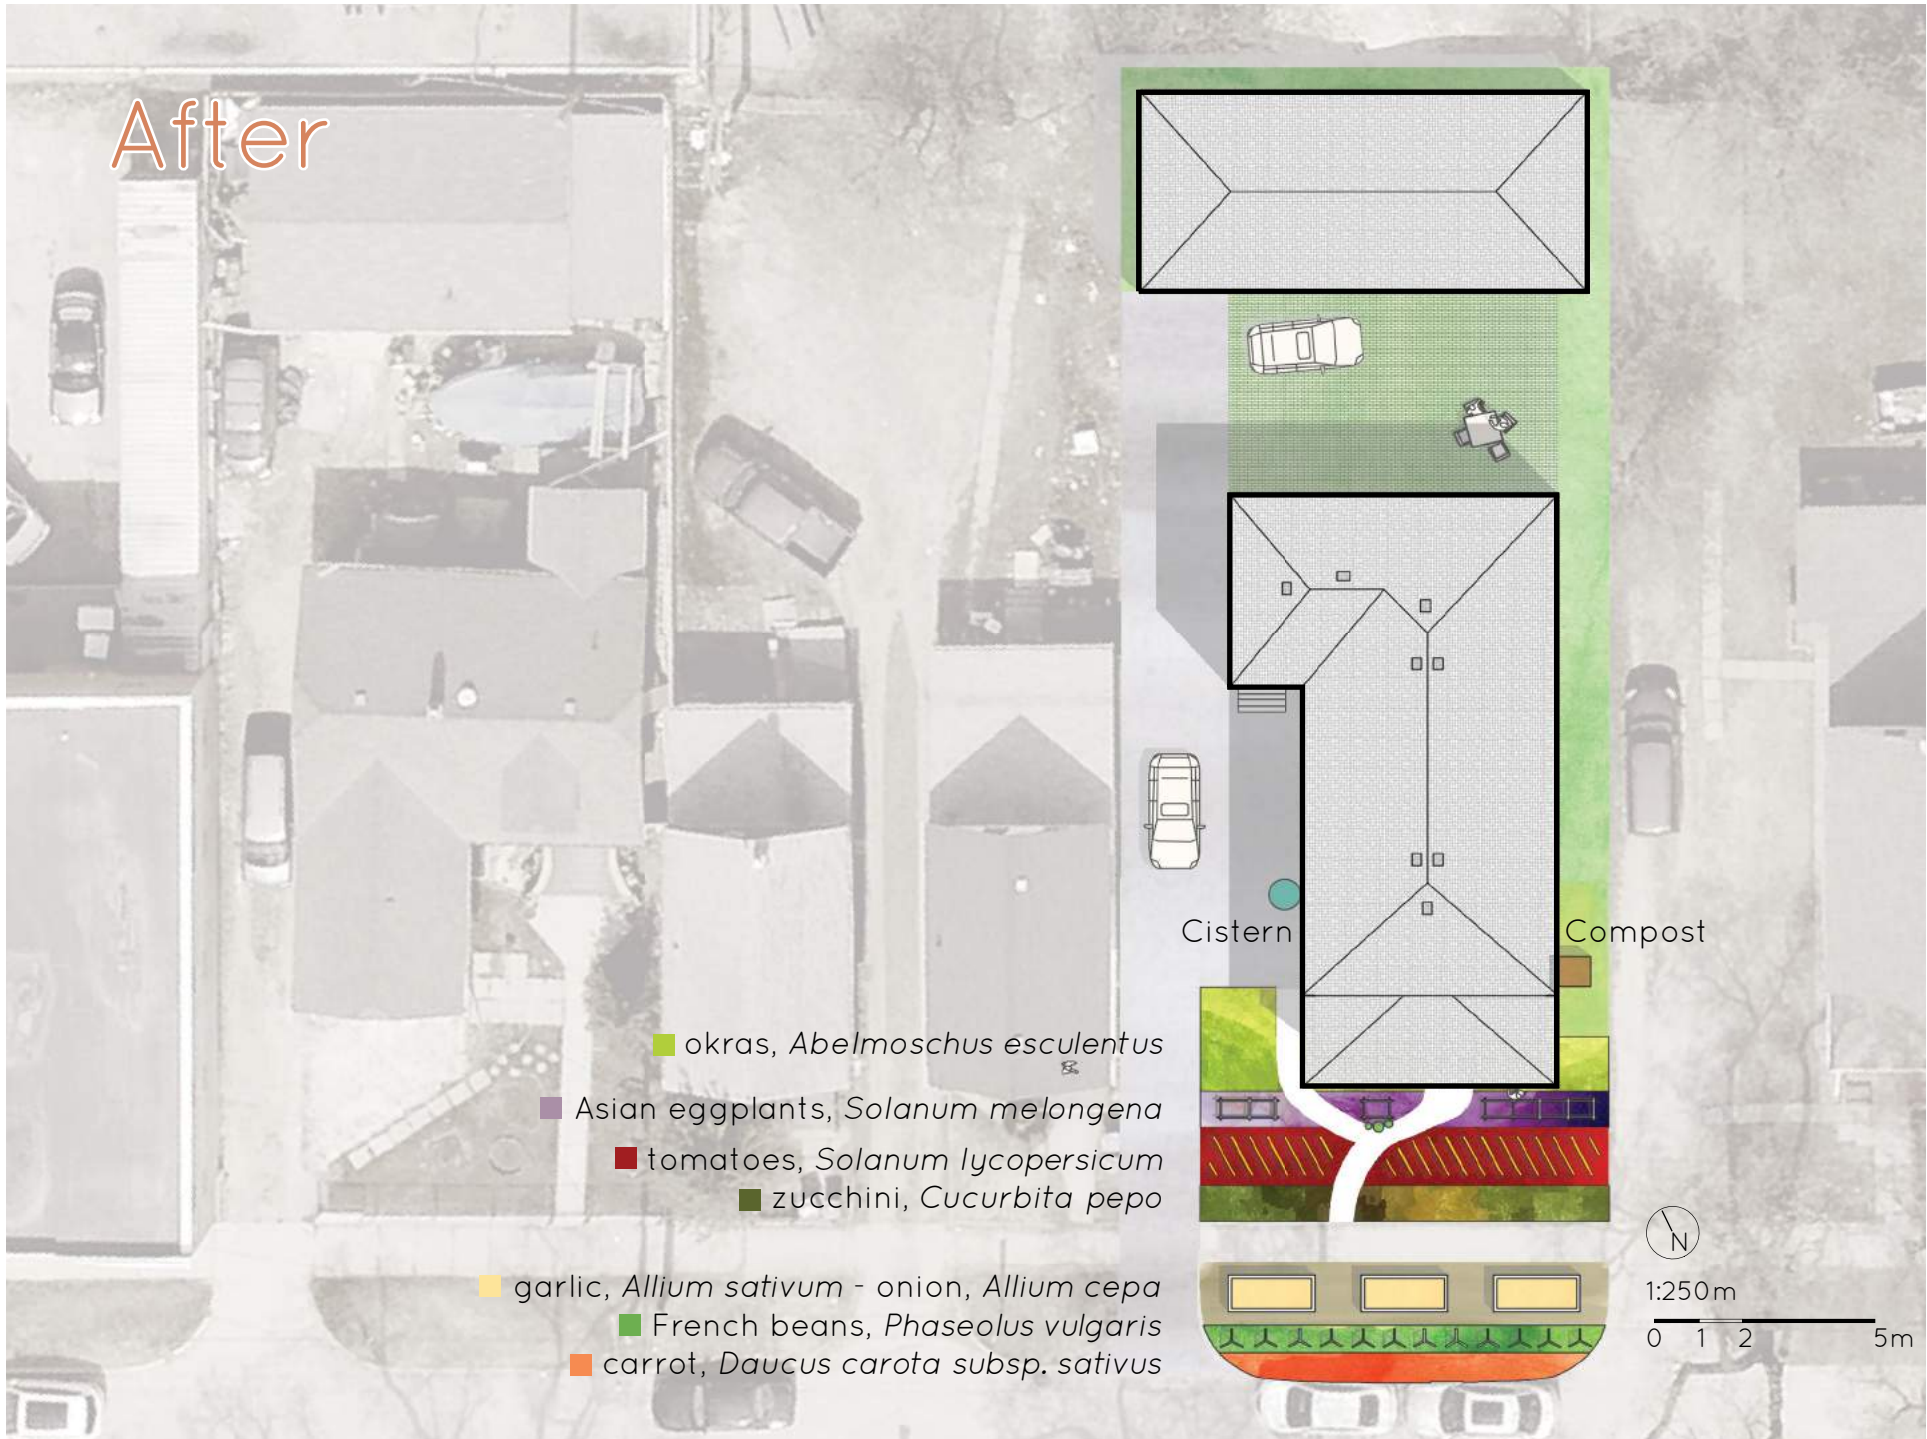 After
Cistern
Compost
okras, Abelmoschus esculentus
Asian eggplants, Solanum melongena
tomatoes, Solanum lycopersicum
zucchini, Cucurbita pepo
garlic, Allium sativum - onion, Allium cepa
French beans, Phaseolus vulgaris
carrot, Daucus carota subsp. sativus
N
1:250m
0 1 2 5m